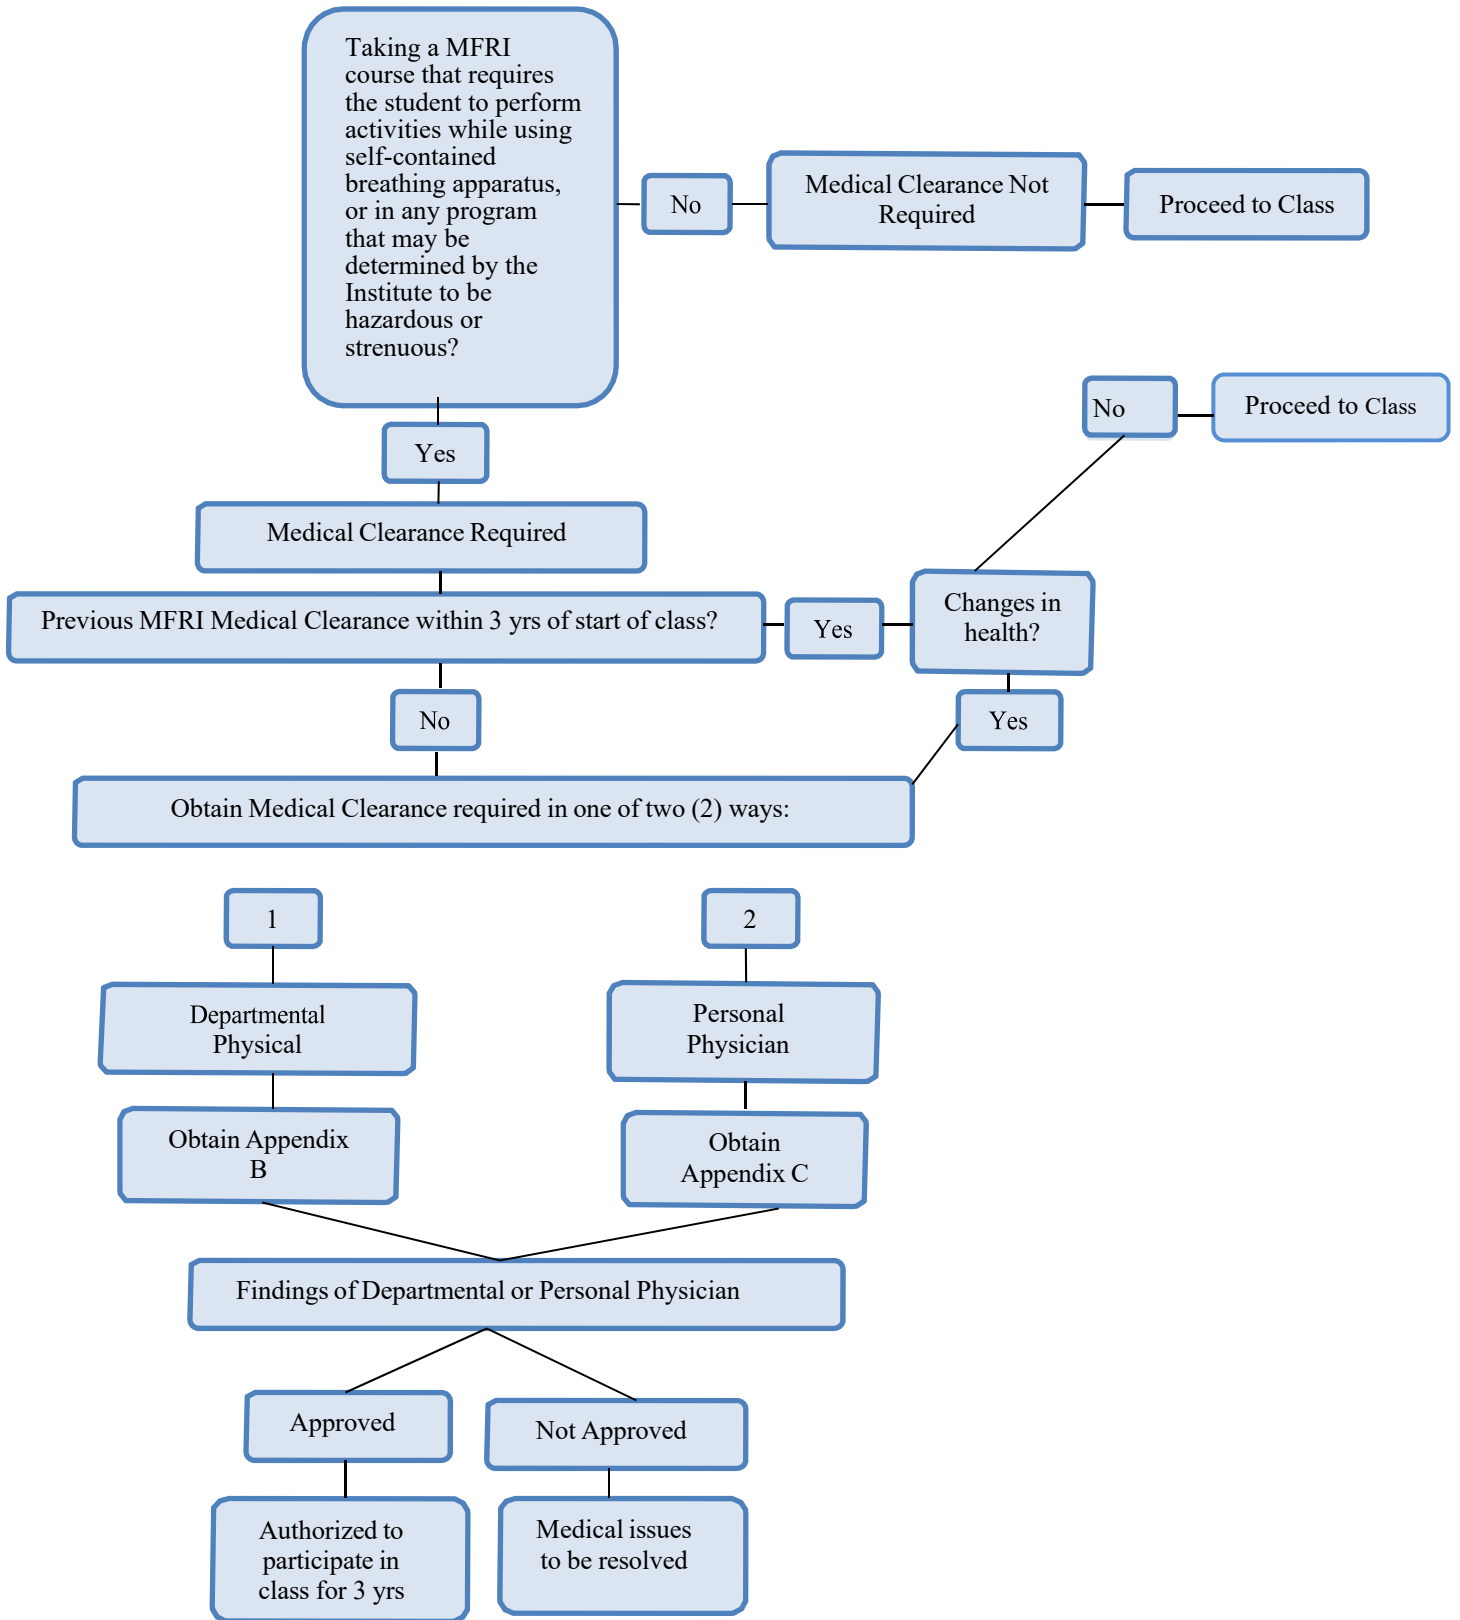 Taking a MFRI
course that requires
the student to perform
activities while using
self-contained
breathing apparatus,
or in any program
that may be
determined by the
Institute to be
hazardous or
strenuous?
No
Medical Clearance Not
Required
Proceed to Class
No
Proceed to Class
Yes
Medical Clearance Required
Previous MFRI Medical Clearance within 3 yrs of start of class?
Yes
Changes in
health?
No
Yes
Obtain Medical Clearance required in one of two (2) ways:
1
2
Departmental
Physical
Personal
Physician
Obtain Appendix
B
Obtain
Appendix C
Findings of Departmental or Personal Physician
Approved
Not Approved
Authorized to
participate in
class for 3 yrs
Medical issues
to be resolved